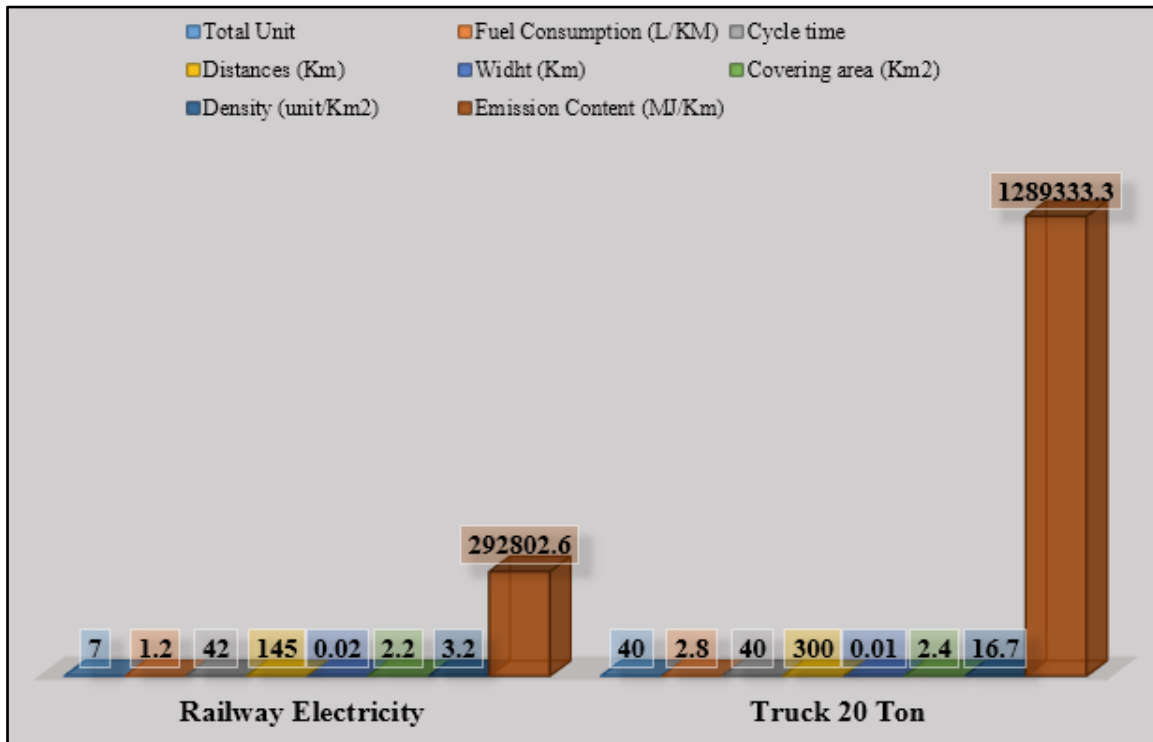 Total Unit Fuel Consumption (L/KM) Cycle time
Distances (Km) Widht (Km) Covering area (Km2)
Density (unit/Km2) Emission Content (MJ/Km)
1289333.3
292802.6
7 1.2 42 145 0.02 2.2 3.2 40 2.8 40 300 0.01 2.4 16.7
Railway Electricity Truck 20 Ton